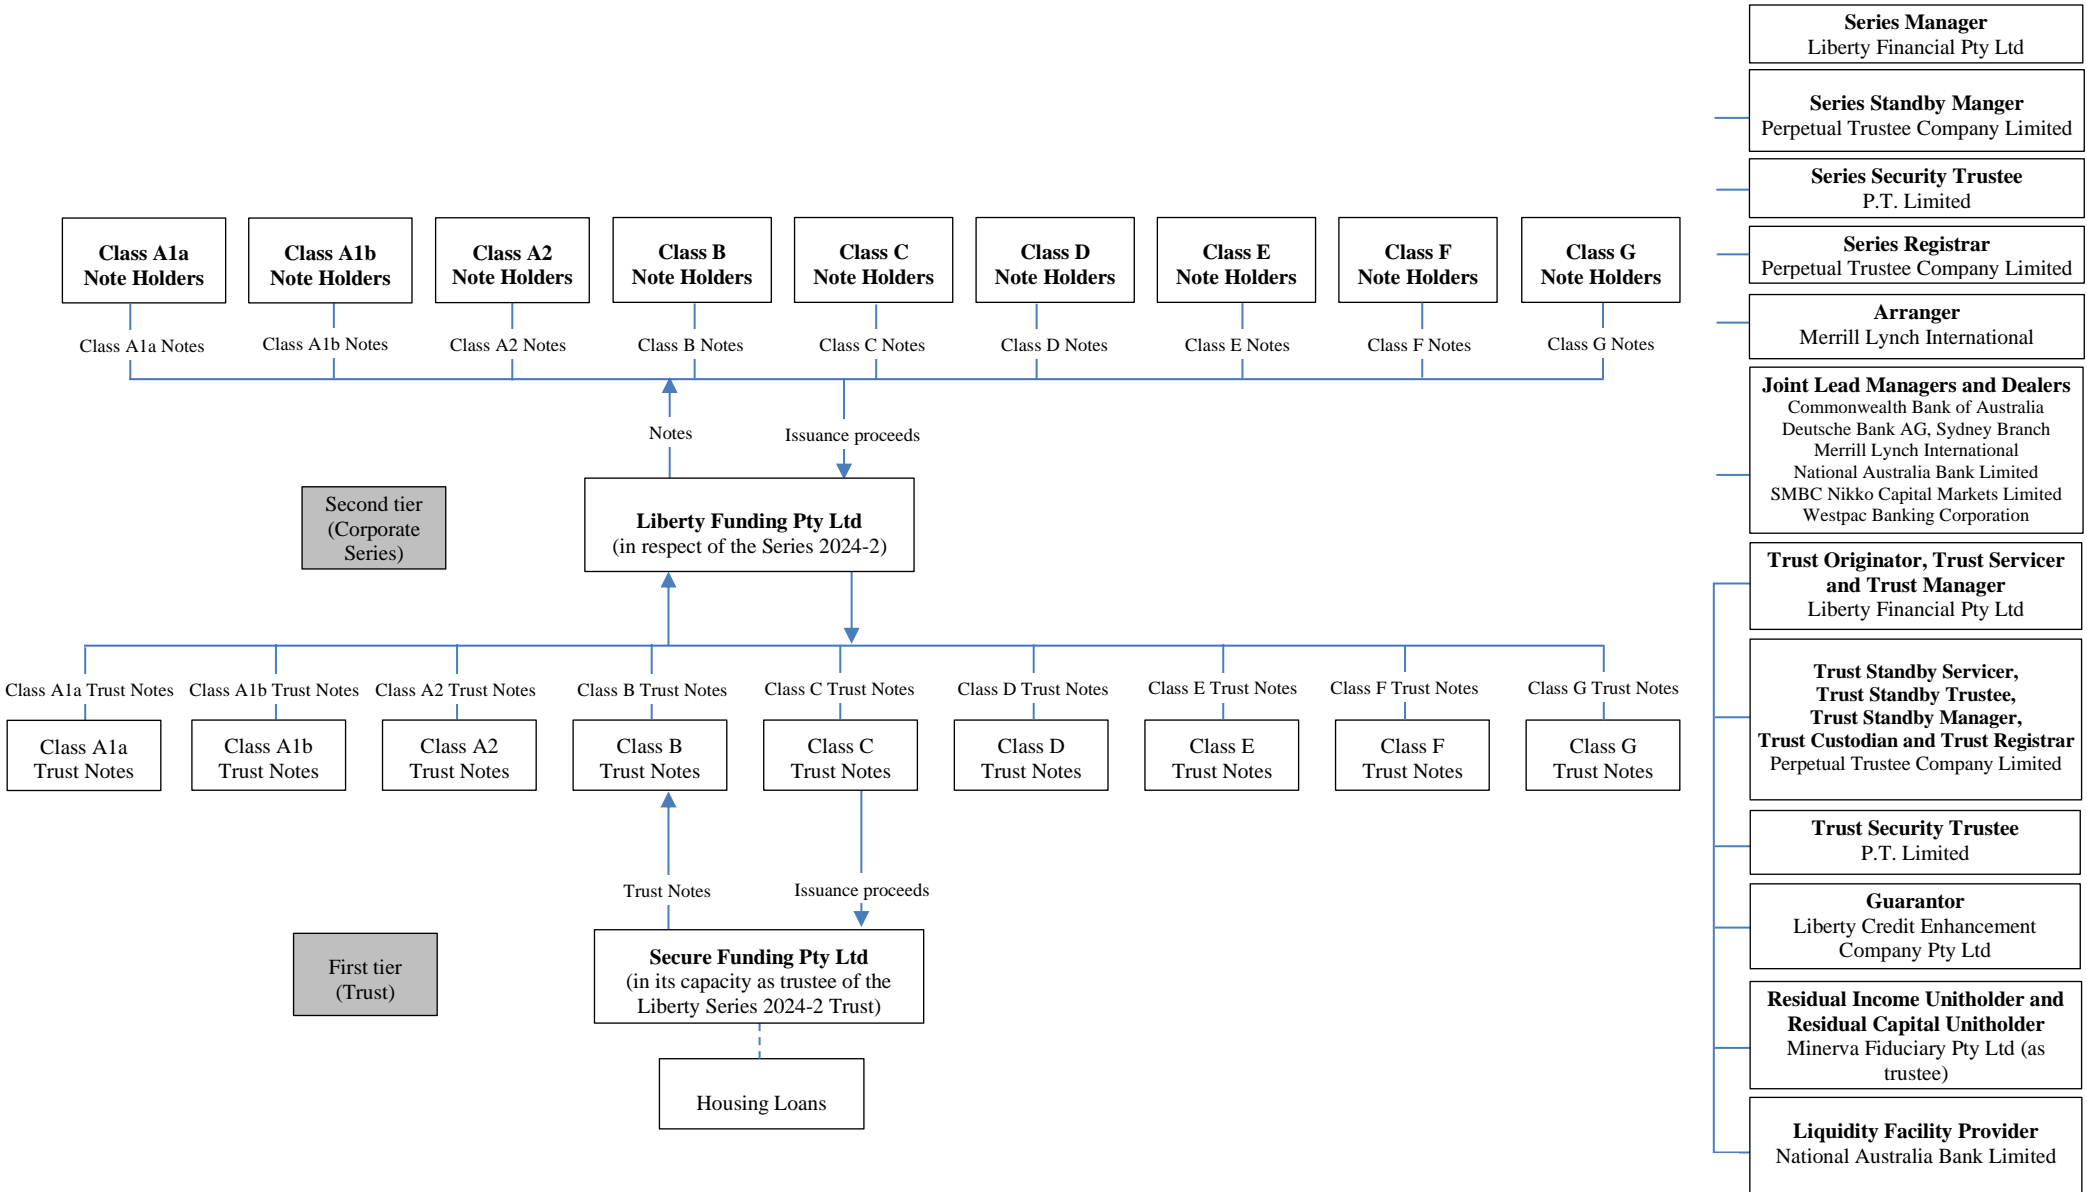 Series Manager
Liberty Financial Pty Ltd
Series Standby Manger
Perpetual Trustee Company Limited
Series Security Trustee
P.T. Limited
Series Registrar
Perpetual Trustee Company Limited
Arranger
Merrill Lynch International
Joint Lead Managers and Dealers
Commonwealth Bank of Australia
Deutsche Bank AG, Sydney Branch
Merrill Lynch International
National Australia Bank Limited
SMBC Nikko Capital Markets Limited
Westpac Banking Corporation
Trust Originator, Trust Servicer
and Trust Manager
Liberty Financial Pty Ltd
Trust Standby Servicer,
Trust Standby Trustee,
Trust Standby Manager,
Trust Custodian and Trust Registrar
Perpetual Trustee Company Limited
Trust Security Trustee
P.T. Limited
Guarantor
Liberty Credit Enhancement
Company Pty Ltd
Residual Income Unitholder and
Residual Capital Unitholder
Minerva Fiduciary Pty Ltd (as
trustee)
Liquidity Facility Provider
National Australia Bank Limited
Class A1a
Note Holders
Class A1b
Note Holders
Class A2
Note Holders
Class B
Note Holders
Class C
Note Holders
Class D
Note Holders
Class E
Note Holders
Class F
Note Holders
Class G
Note Holders
Class A1a Notes
Class A1b Notes
Class A2 Notes
Class B Notes
Class C Notes
Class D Notes
Class E Notes
Class F Notes
Class G Notes
Notes
Issuance proceeds
Second tier
(Corporate
Series)
Liberty Funding Pty Ltd
(in respect of the Series 2024-2)
Class A1a Trust Notes
Class A1b Trust Notes
Class A2 Trust Notes
Class B Trust Notes
Class C Trust Notes
Class D Trust Notes
Class E Trust Notes
Class F Trust Notes
Class G Trust Notes
Class A1a
Trust Notes
Class A1b
Trust Notes
Class A2
Trust Notes
Class B
Trust Notes
Class C
Trust Notes
Class D
Trust Notes
Class E
Trust Notes
Class F
Trust Notes
Class G
Trust Notes
Trust Notes
Issuance proceeds
First tier
(Trust)
Secure Funding Pty Ltd
(in its capacity as trustee of the
Liberty Series 2024-2 Trust)
Housing Loans